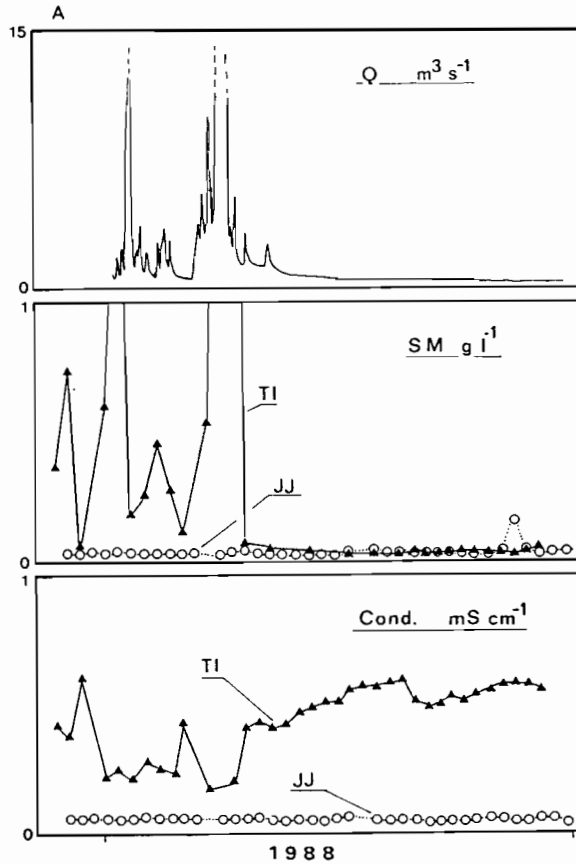 A
15
Q m³ s⁻¹
0
1
SM g l⁻¹
TI
JJ
0
1
Cond. mS cm⁻¹
TI
JJ
0
1988